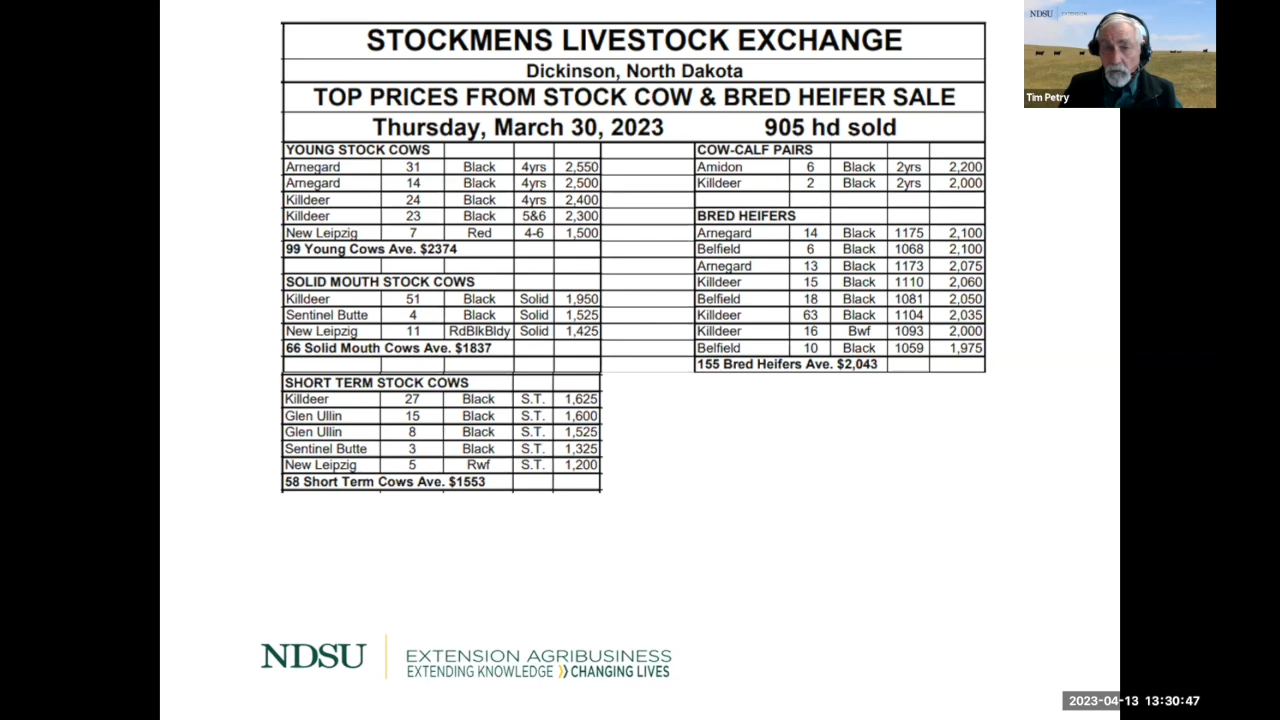 STOCKMENS LIVESTOCK EXCHANGE
Dickinson, North Dakota
TOP PRICES FROM STOCK COW & BRED HEIFER SALE
Thursday, March 30, 2023 905 hd sold
YOUNG STOCK COWS
Arnegard 31 Black 4yrs 2,550
Arnegard 14 Black 4yrs 2,500
Killdeer 24 Black 4yrs 2,400
Killdeer 23 Black 5&6 2,300
New Leipzig 7 Red 4-6 1,500
99 Young Cows Ave. $2374
SOLID MOUTH STOCK COWS
Killdeer 51 Black Solid 1,950
Sentinel Butte 4 Black Solid 1,525
New Leipzig 11 RdBlkBldy Solid 1,425
66 Solid Mouth Cows Ave. $1837
SHORT TERM STOCK COWS
Killdeer 27 Black S.T. 1,625
Glen Ullin 15 Black S.T. 1,600
Glen Ullin 8 Black S.T. 1,525
Sentinel Butte 3 Black S.T. 1,325
New Leipzig 5 Rwf S.T. 1,200
58 Short Term Cows Ave. $1553
COW-CALF PAIRS
Amidon 6 Black 2yrs 2,200
Killdeer 2 Black 2yrs 2,000
BRED HEIFERS
Arnegard 14 Black 1175 2,100
Belfield 6 Black 1068 2,100
Arnegard 13 Black 1173 2,075
Killdeer 15 Black 1110 2,060
Belfield 18 Black 1081 2,050
Killdeer 63 Black 1104 2,035
Killdeer 16 Bwf 1093 2,000
Belfield 10 Black 1059 1,975
155 Bred Heifers Ave. $2,043
NDSU EXTENSION
Tim Petry
NDSU
EXTENSION AGRIBUSINESS
EXTENDING KNOWLEDGE CHANGING LIVES
2023-04-13 13:30:47